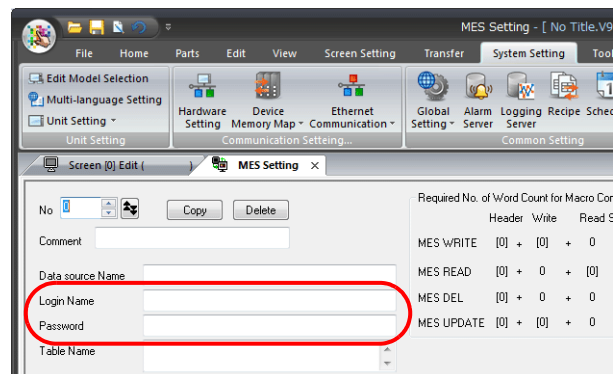 MES Setting - [ No Title.V9
File Home Parts Edit View Screen Setting Transfer System Setting Tool
Edit Model Selection
Multi-language Setting
Unit Setting
Hardware Setting
Device Memory Map
Ethernet Communication
Global Setting
Alarm Server
Logging Server
Recipe
Sched
Unit Setting Communication Setteing... Common Setting
Screen [0] Edit ( ) MES Setting ×
No 0 Copy Delete
Comment
Data source Name
Login Name
Password
Table Name
Required No. of Word Count for Macro Com
Header Write Read S
MES WRITE [0] + [0] + 0
MES READ [0] + 0 + [0]
MES DEL [0] + 0 + 0
MES UPDATE [0] + [0] + 0